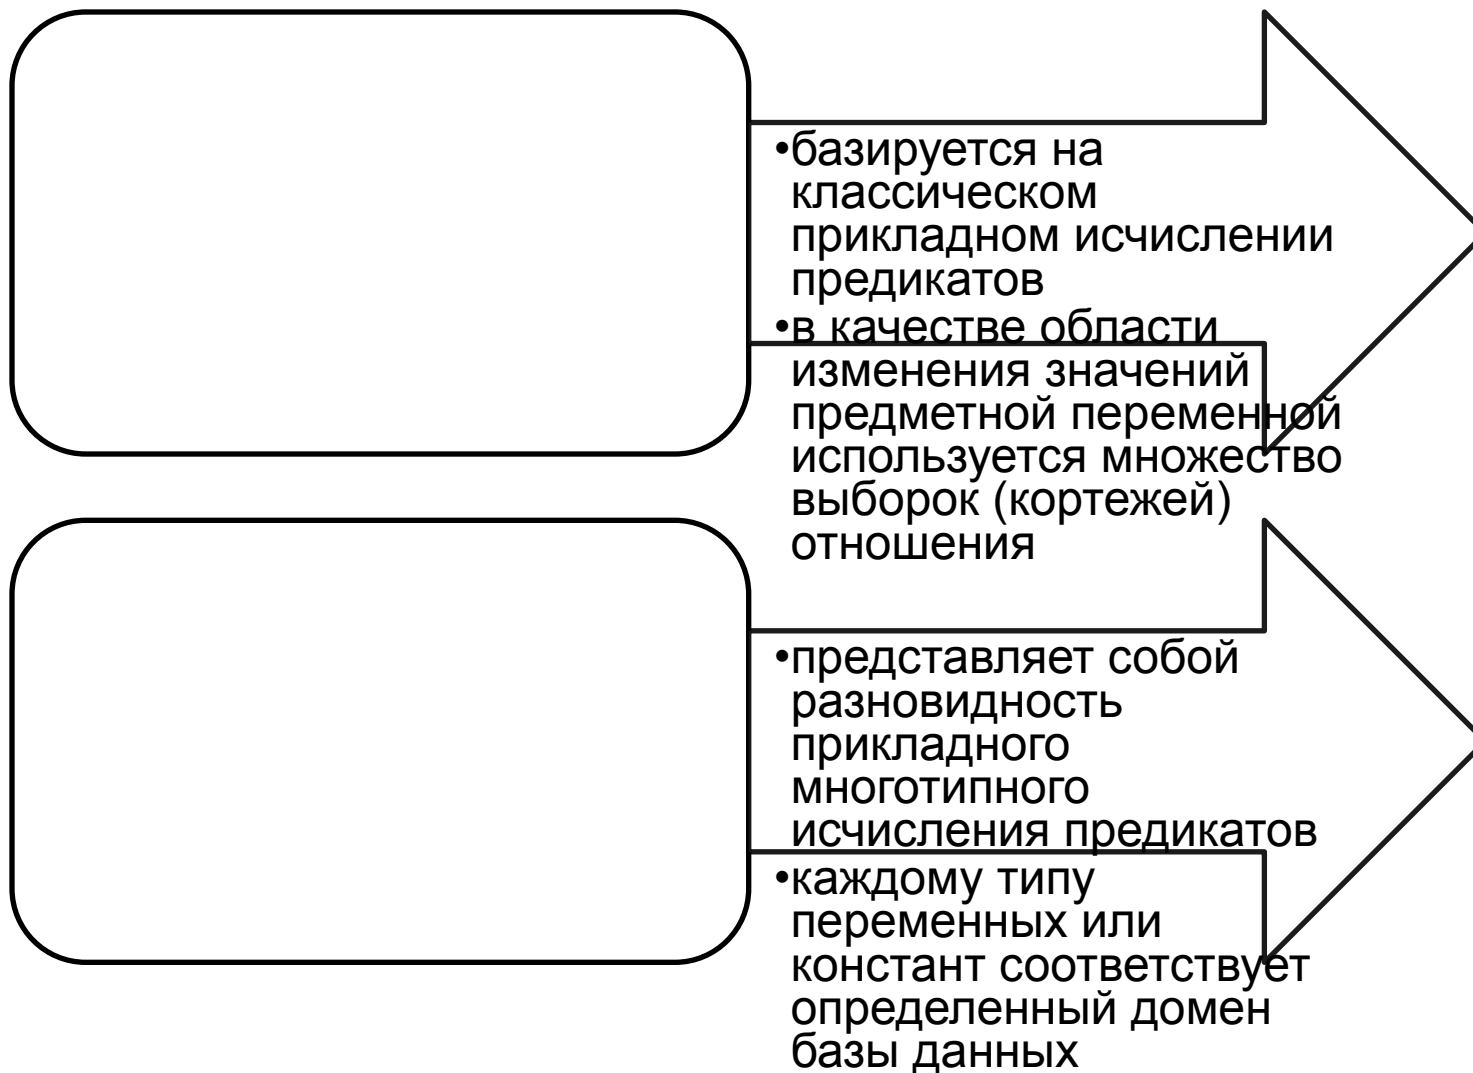 •базируется на
классическом
прикладном исчислении
предикатов
•в качестве области
изменения значений
предметной переменной
используется множество
выборок (кортежей)
отношения
•представляет собой
разновидность
прикладного
многотипного
исчисления предикатов
•каждому типу
переменных или
констант соответствует
определенный домен
базы данных